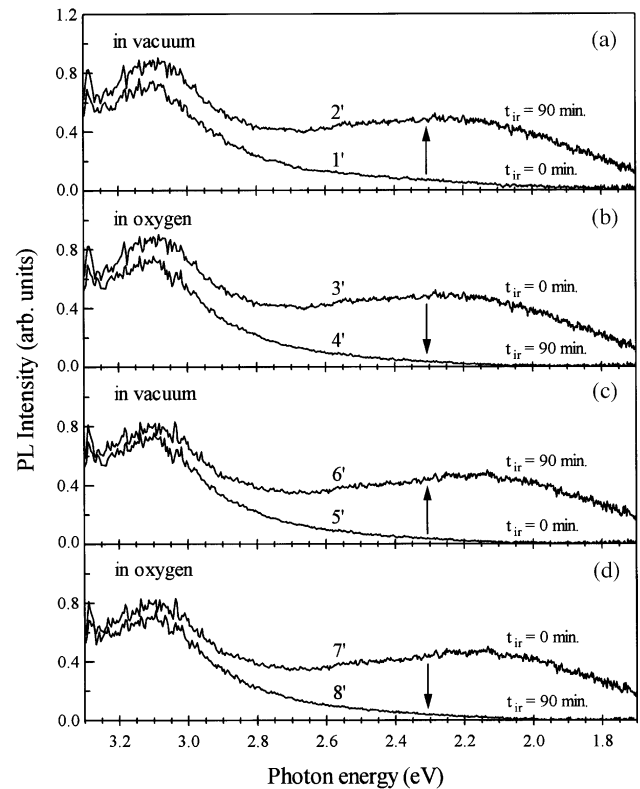 1.2
in vacuum
(a)
0.8
2'
t_ir = 90 min.
0.4
1'
t_ir = 0 min.
0.0
in oxygen
(b)
0.8
3'
t_ir = 0 min.
0.4
4'
t_ir = 90 min.
0.0
in vacuum
(c)
0.8
6'
t_ir = 90 min.
0.4
5'
t_ir = 0 min.
0.0
in oxygen
(d)
0.8
7'
t_ir = 0 min.
0.4
8'
t_ir = 90 min.
0.0
3.2 3.0 2.8 2.6 2.4 2.2 2.0 1.8
Photon energy (eV)
PL Intensity (arb. units)